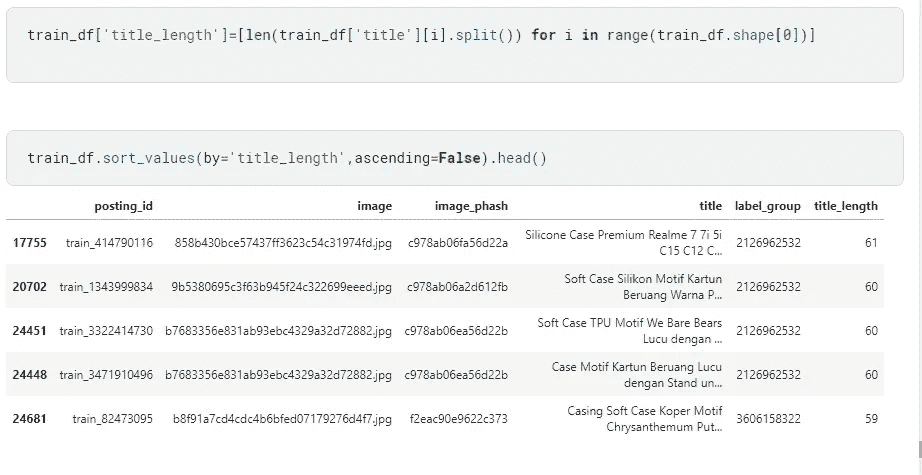 train_df['title_length']=[len(train_df['title'][i].split()) for i in range(train_df.shape[0])]
train_df.sort_values(by='title_length',ascending=False).head()
posting_id image image_phash title label_group title_length
17755 train_414790116 858b430bce57437ff3623c54c31974fd.jpg c978ab06fa56d22a Silicone Case Premium Realme 7 7i 5i C15 C12 C... 2126962532 61
20702 train_1343999834 9b5380695c3f63b945f24c322699eeed.jpg c978ab06a2d612fb Soft Case Silikon Motif Kartun Beruang Warna P... 2126962532 60
24451 train_3322414730 b7683356e831ab93ebc4329a32d72882.jpg c978ab06ea56d22b Soft Case TPU Motif We Bare Bears Lucu dengan ... 2126962532 60
24448 train_3471910496 b7683356e831ab93ebc4329a32d72882.jpg c978ab06ea56d22b Case Motif Kartun Beruang Lucu dengan Stand un... 2126962532 60
24681 train_82473095 b8f91a7cd4cdc4b6bfed07179276d4f7.jpg f2eac90e9622c373 Casing Soft Case Koper Motif Chrysanthemum Put... 3606158322 59